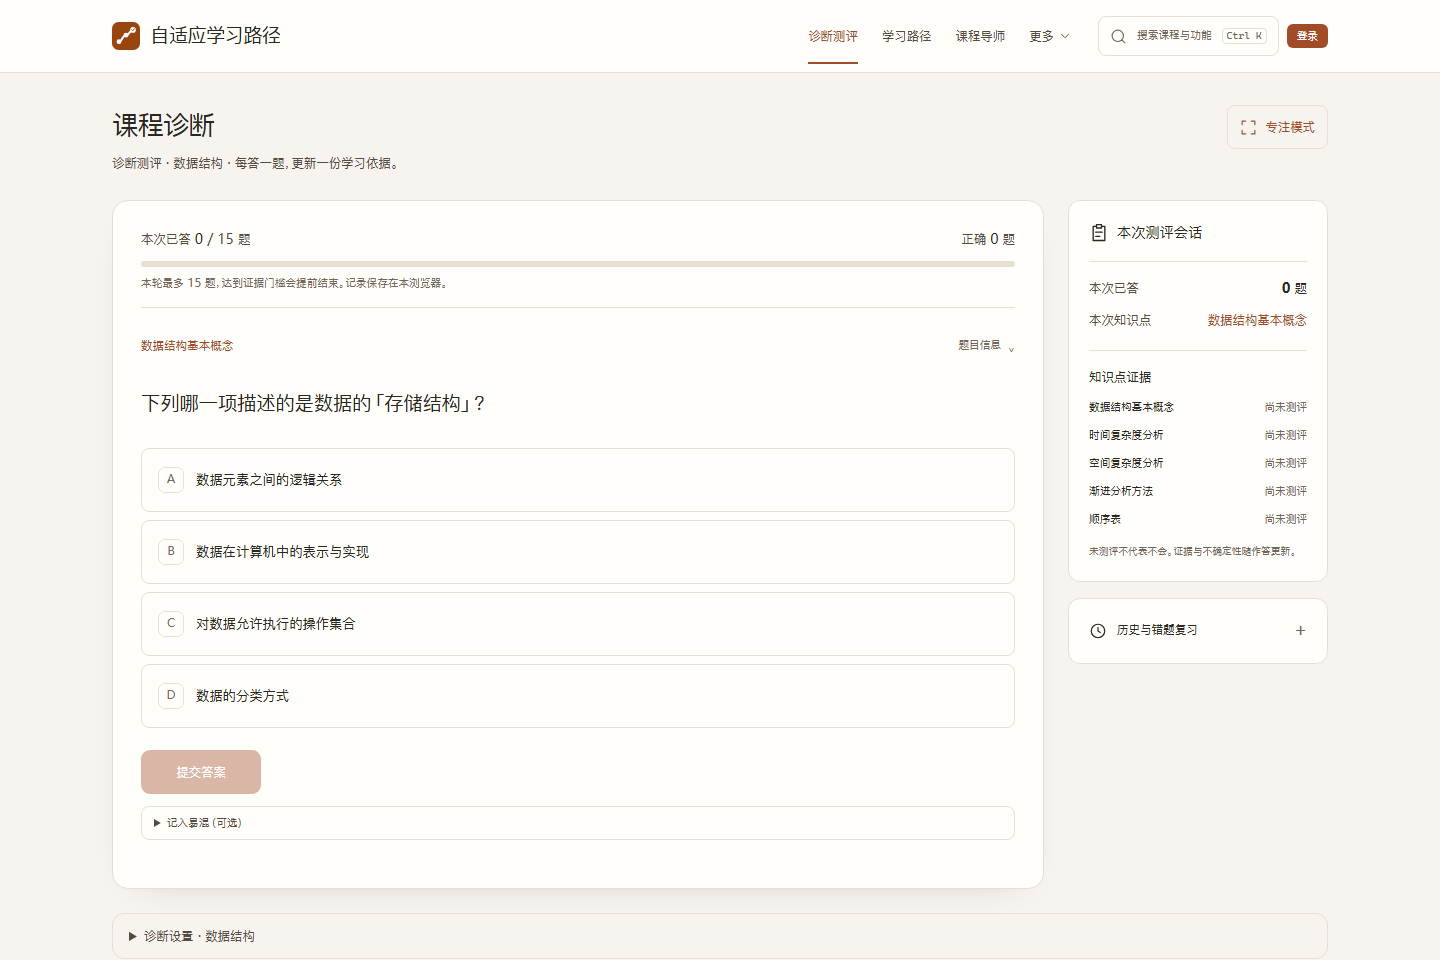 自适应学习路径
诊断测评
学习路径
课程导师
更多
搜索课程与功能
Ctrl K
登录
课程诊断
诊断测评 · 数据结构 · 每答一题，更新一份学习依据。
专注模式
本次已答 0 / 15 题
正确 0 题
本轮最多 15 题，达到证据门槛会提前结束。记录保存在本浏览器。
数据结构基本概念
题目信息
下列哪一项描述的是数据的「存储结构」？
A 数据元素之间的逻辑关系
B 数据在计算机中的表示与实现
C 对数据允许执行的操作集合
D 数据的分类方式
提交答案
记入 (可选)
本次测评会话
本次已答 0 题
本次知识点 数据结构基本概念
知识点证据
数据结构基本概念 尚未测评
时间复杂度分析 尚未测评
空间复杂度分析 尚未测评
渐进分析方法 尚未测评
顺序表 尚未测评
未测评不代表不会。证据与不确定性随作答更新。
历史与错题复习
诊断设置 · 数据结构